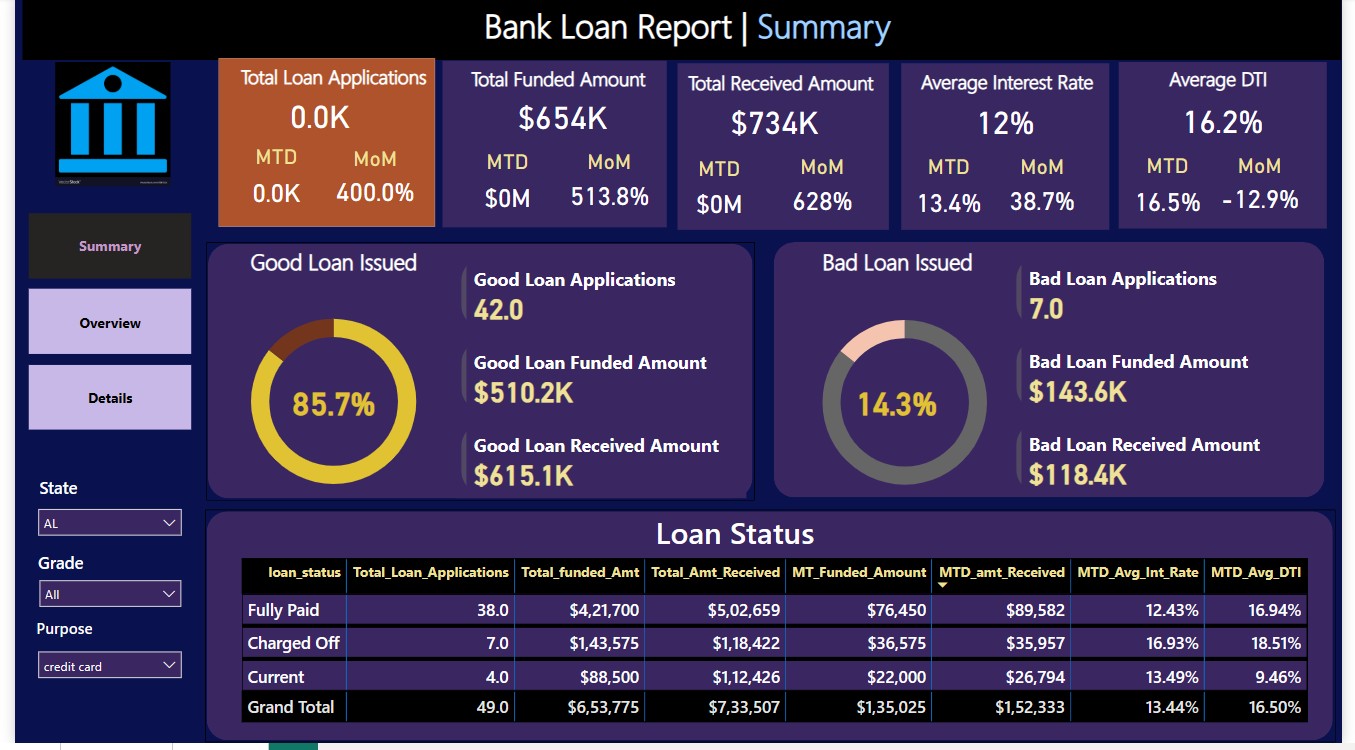 Bank Loan Report | Summary
Total Loan Applications
0.0K
MTD MoM
0.0K 400.0%
Total Funded Amount
$654K
MTD MoM
$0M 513.8%
Total Received Amount
$734K
MTD MoM
$0M 628%
Average Interest Rate
12%
MTD MoM
13.4% 38.7%
Average DTI
16.2%
MTD MoM
16.5% -12.9%
Summary
Overview
Details
State
AL
Grade
All
Purpose
credit card
Good Loan Issued
85.7%
Good Loan Applications
42.0
Good Loan Funded Amount
$510.2K
Good Loan Received Amount
$615.1K
Bad Loan Issued
14.3%
Bad Loan Applications
7.0
Bad Loan Funded Amount
$143.6K
Bad Loan Received Amount
$118.4K
Loan Status
loan_status Total_Loan_Applications Total_funded_Amt Total_Amt_Received MT_Funded_Amount MTD_amt_Received MTD_Avg_Int_Rate MTD_Avg_DTI
Fully Paid 38.0 $4,21,700 $5,02,659 $76,450 $89,582 12.43% 16.94%
Charged Off 7.0 $1,43,575 $1,18,422 $36,575 $35,957 16.93% 18.51%
Current 4.0 $88,500 $1,12,426 $22,000 $26,794 13.49% 9.46%
Grand Total 49.0 $6,53,775 $7,33,507 $1,35,025 $1,52,333 13.44% 16.50%